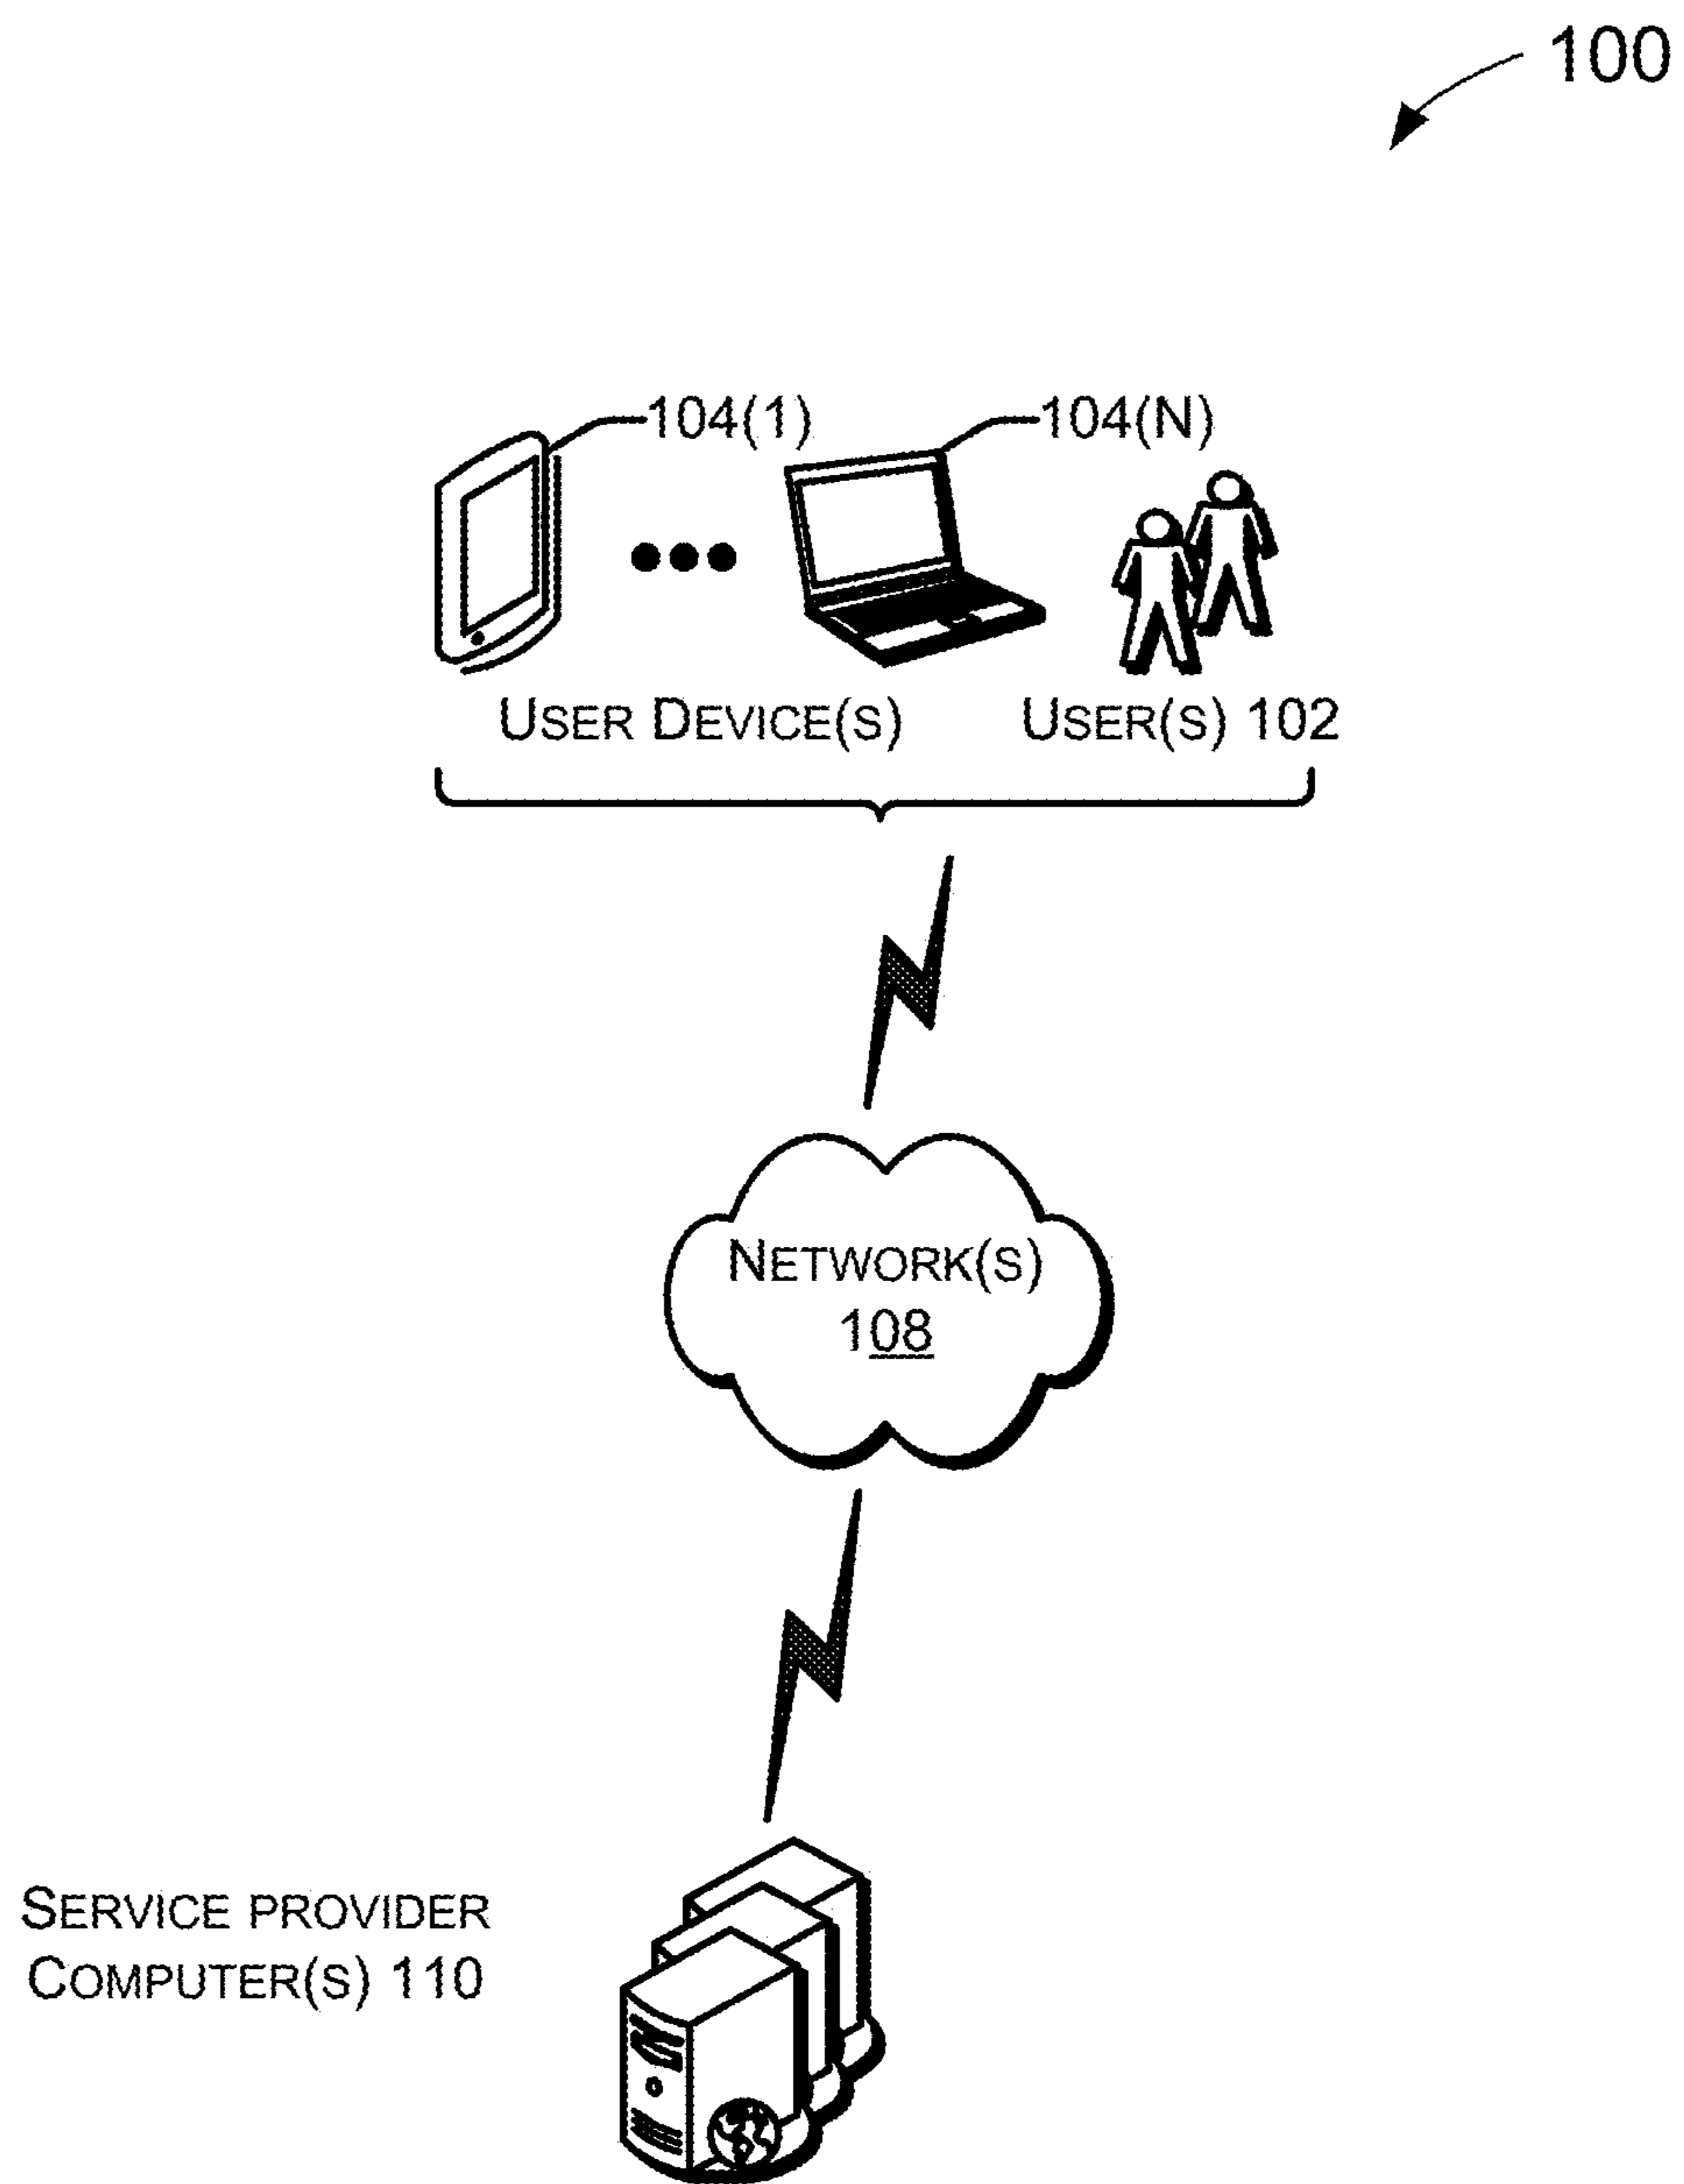 100
104(1)
104(N)
USER DEVICE(S)
USER(S) 102
NETWORK(S)
108
SERVICE PROVIDER
COMPUTER(S) 110